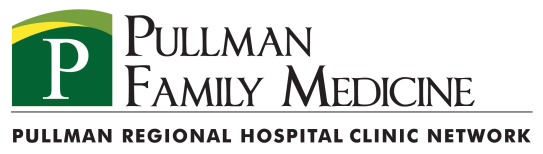 P
PULLMAN
FAMILY MEDICINE
PULLMAN REGIONAL HOSPITAL CLINIC NETWORK